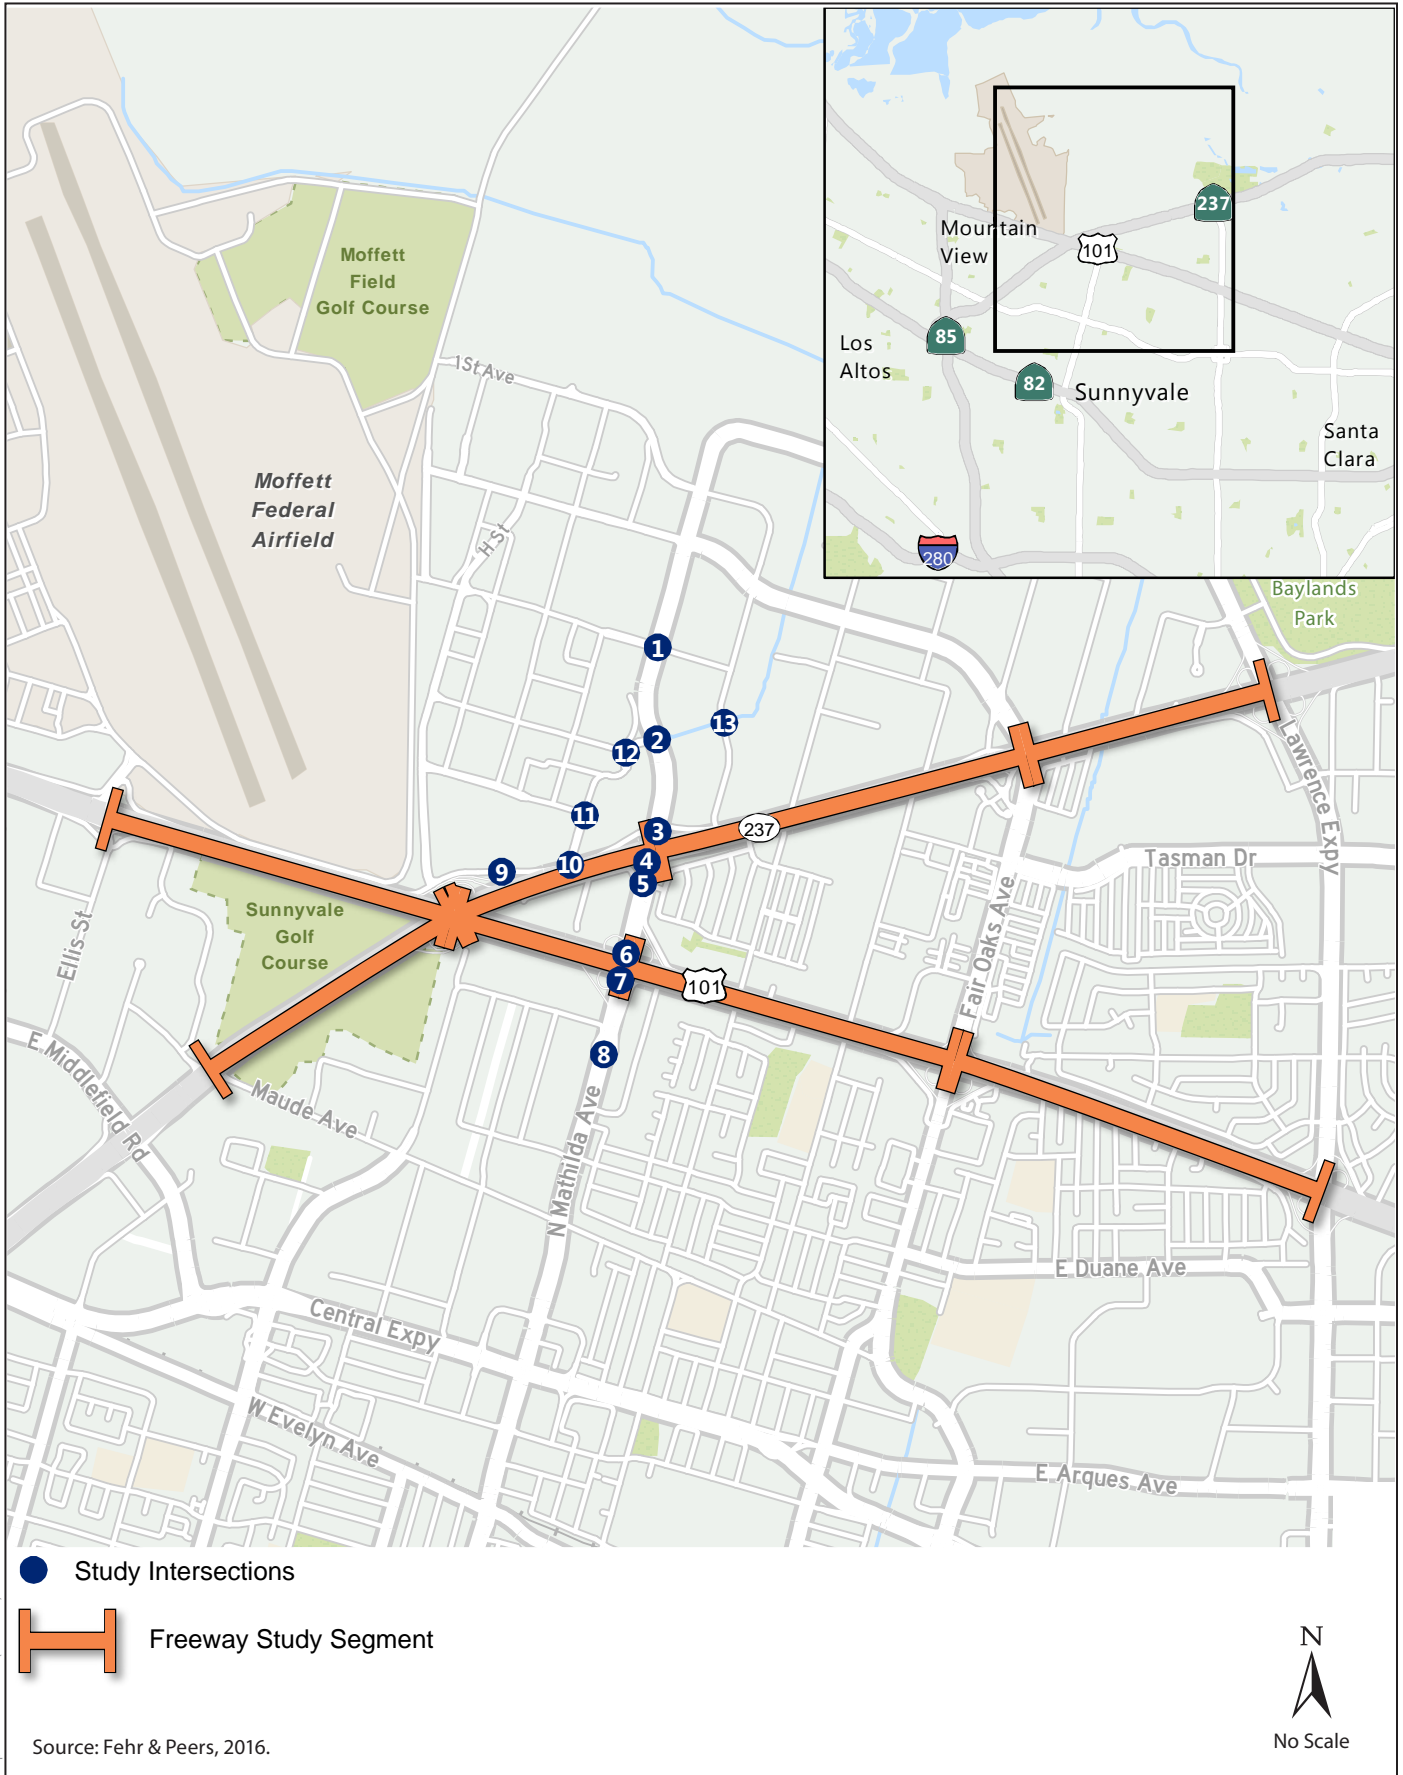 Mountain
View
237
101
85
Los
Altos
82
Sunnyvale
Santa
Clara
280
Moffett
Field
Golf Course
1St Ave
Moffett
Federal
Airfield
H St
Baylands
Park
1
13
2
12
Lawrence Expy
11
3
237
10
4
9
5
Tasman Dr
Sunnyvale
Golf
Course
Ellis St
Fair Oaks Ave
6
7
101
8
E Middlefield Rd
Maude Ave
N Mathilda Ave
E Duane Ave
Central Expy
W Evelyn Ave
E Arques Ave
Study Intersections
Freeway Study Segment
N
No Scale
Source: Fehr & Peers, 2016.